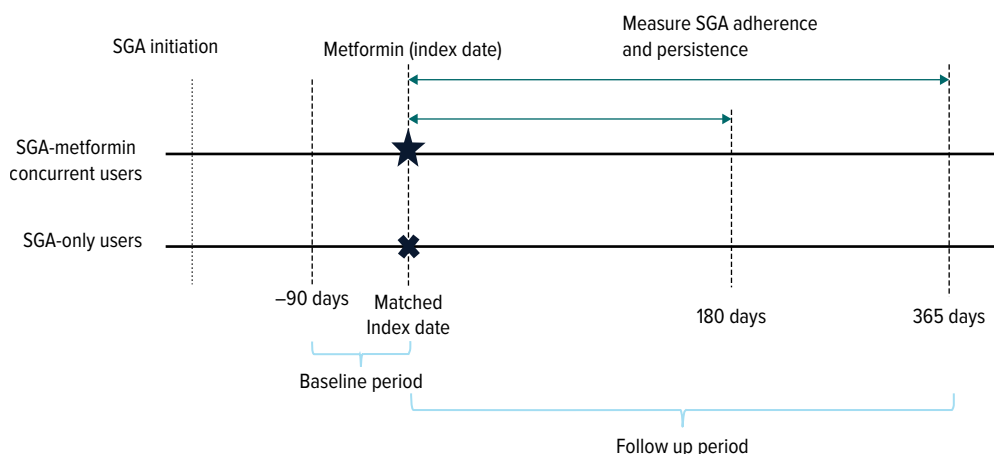 Measure SGA adherence
and persistence
SGA initiation
Metformin (index date)
SGA-metformin
concurrent users
SGA-only users
–90 days
Matched
Index date
180 days
365 days
Baseline period
Follow up period